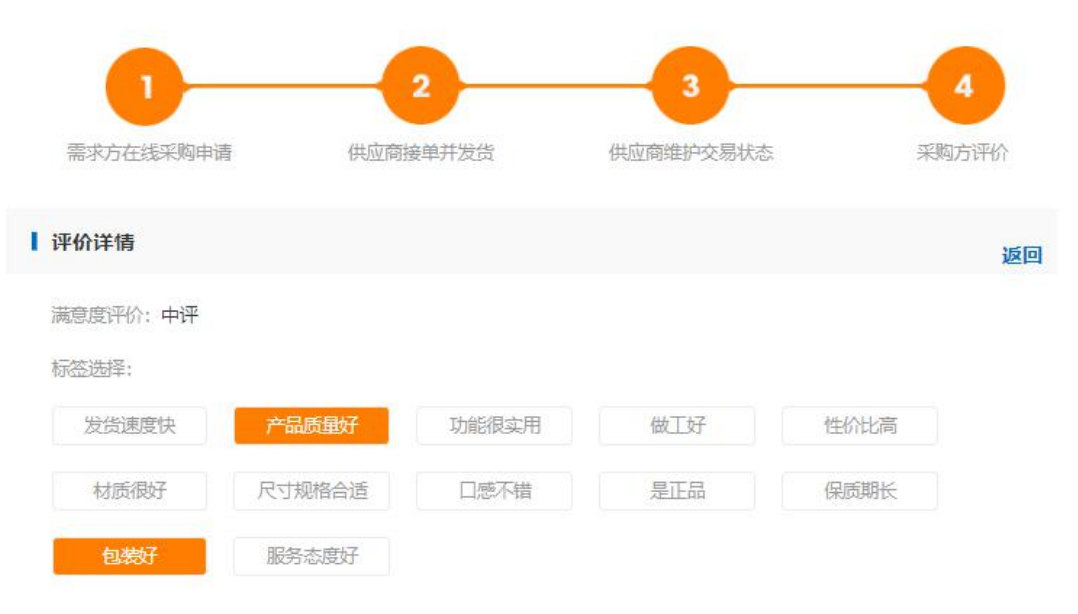 1 2 3 4
需求方在线采购申请 供应商接单并发货 供应商维护交易状态 采购方评价
评价详情
返回
满意度评价：中评
标签选择：
发货速度快 产品质量好 功能很实用 做工好 性价比高
材质很好 尺寸规格合适 口感不错 是正品 保质期长
包装好 服务态度好